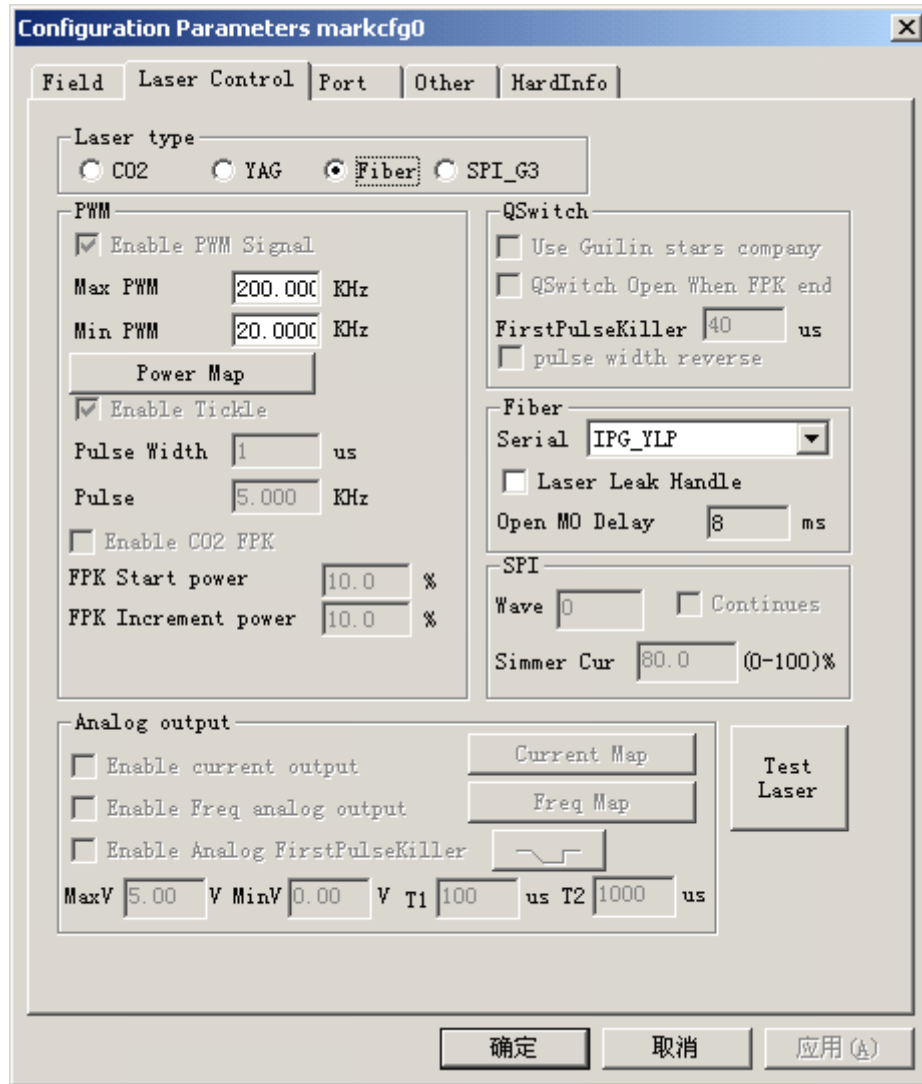 Configuration Parameters markcfg0
Field Laser Control Port Other HardInfo
Laser type
CO2 YAG Fiber SPI_G3
PWM
Enable PWM Signal
Max PWM 200.000 KHz
Min PWM 20.0000 KHz
Power Map
Enable Tickle
Pulse Width 1 us
Pulse 5.000 KHz
Enable CO2 FPK
FPK Start power 10.0 %
FPK Increment power 10.0 %
QSwitch
Use Guilin stars company
QSwitch Open When FPK end
FirstPulseKiller 40 us
pulse width reverse
Fiber
Serial IPG_YLP
Laser Leak Handle
Open MO Delay 8 ms
SPI
Wave 0 Continues
Simmer Cur 80.0 (0-100)%
Analog output
Enable current output Current Map
Enable Freq analog output Freq Map
Enable Analog FirstPulseKiller
MaxV 5.00 V MinV 0.00 V T1 100 us T2 1000 us
Test
Laser
确定 取消 应用(A)